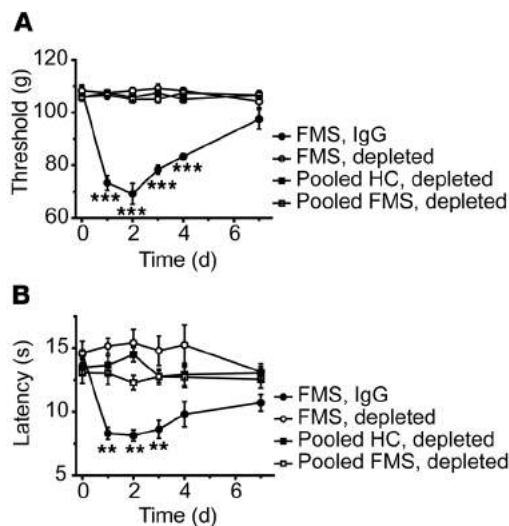 A
Threshold (g)
120
100
80
60
***
***
***
***
0 2 4 6
Time (d)
FMS, IgG
FMS, depleted
Pooled HC, depleted
Pooled FMS, depleted
B
Latency (s)
15
10
5
** ** **
0 2 4 6
Time (d)
FMS, IgG
FMS, depleted
Pooled HC, depleted
Pooled FMS, depleted